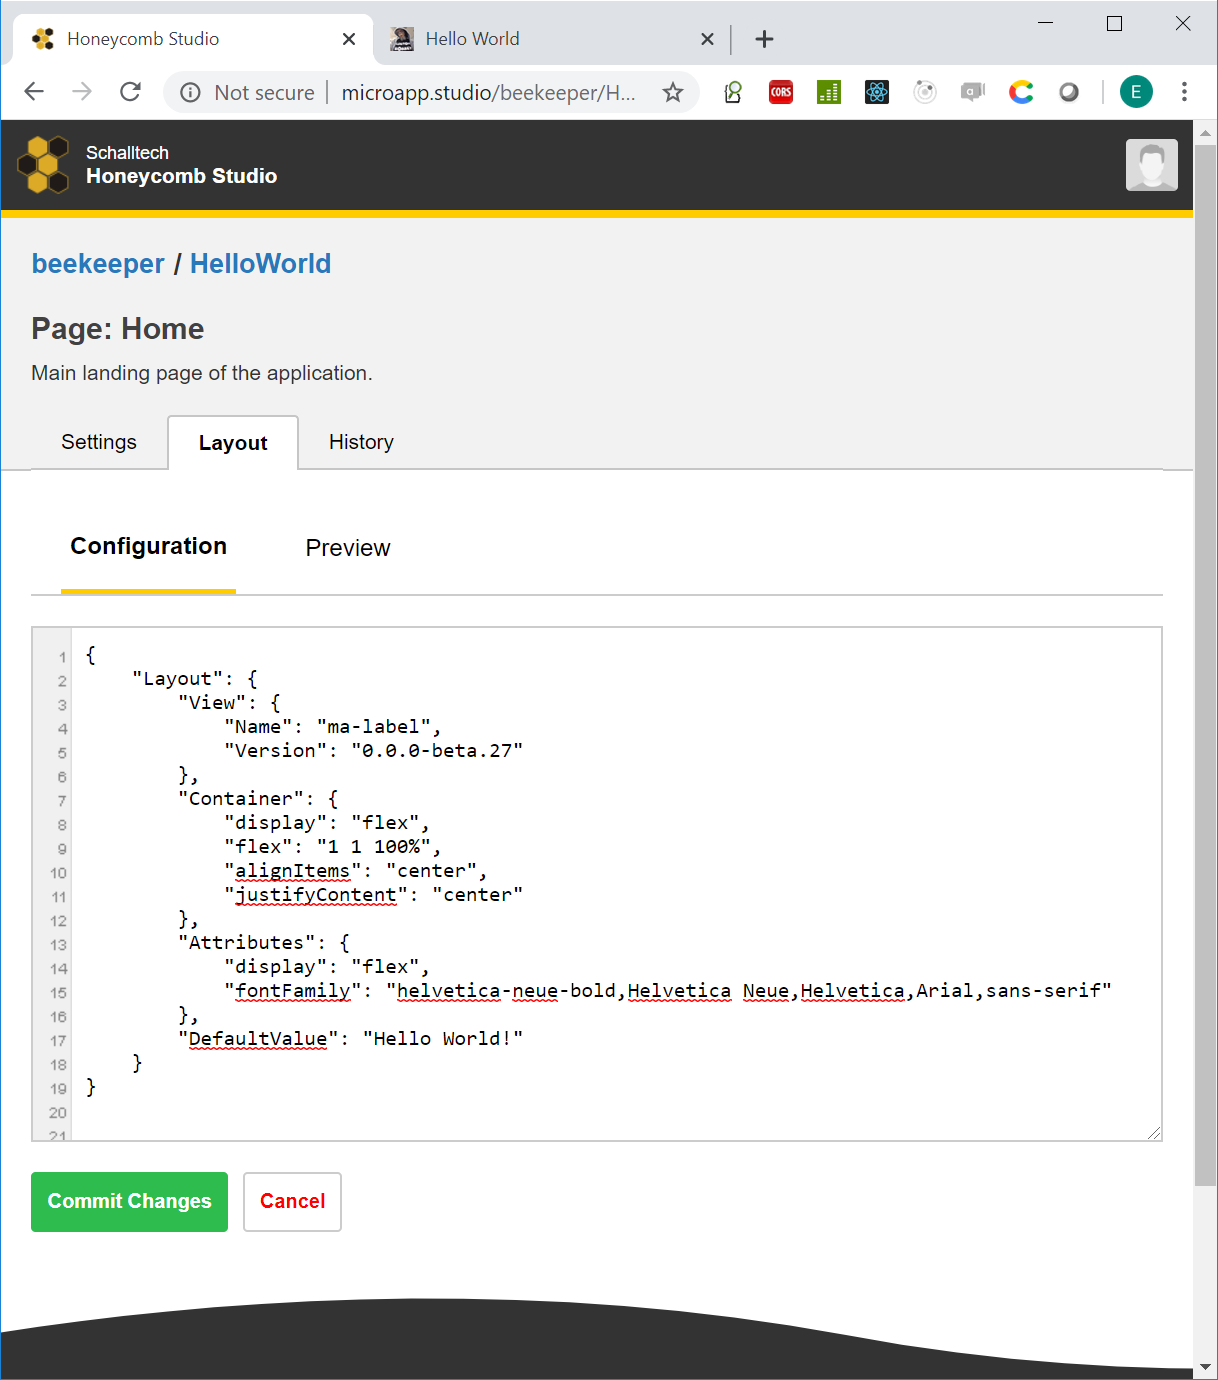 Honeycomb Studio
Hello World
Not secure
microapp.studio/beekeeper/H...
CORS
a
E
Schalltech
Honeycomb Studio
beekeeper / HelloWorld
Page: Home
Main landing page of the application.
Settings
Layout
History
Configuration
Preview
1 {
2 "Layout": {
3 "View": {
4 "Name": "ma-label",
5 "Version": "0.0.0-beta.27"
6 },
7 "Container": {
8 "display": "flex",
9 "flex": "1 1 100%",
10 "alignItems": "center",
11 "justifyContent": "center"
12 },
13 "Attributes": {
14 "display": "flex",
15 "fontFamily": "helvetica-neue-bold,Helvetica Neue,Helvetica,Arial,sans-serif"
16 },
17 "DefaultValue": "Hello World!"
18 }
19 }
20
21
Commit Changes
Cancel